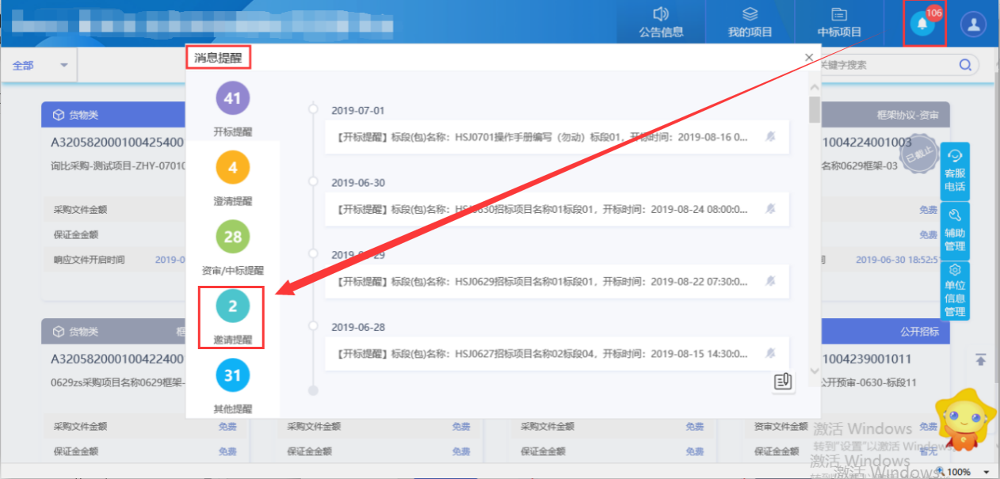 106
公告信息
我的项目
中标项目
全部
消息提醒
关键字搜索
41
开标提醒
4
澄清提醒
28
资审/中标提醒
2
邀请提醒
31
其他提醒
2019-07-01
【开标提醒】标段(包)名称：HSJ0701操作手册编写（勿动）标段01，开标时间：2019-08-16 0...
2019-06-30
【开标提醒】标段(包)名称：HSJ0630招标项目名称01标段01，开标时间：2019-08-24 08:00:0...
2019-06-29
【开标提醒】标段(包)名称：HSJ0629招标项目名称01标段01，开标时间：2019-08-22 07:30:0...
2019-06-28
【开标提醒】标段(包)名称：HSJ0627招标项目名称02标段04，开标时间：2019-08-15 14:30:0...
货物类
A320582000100425400
询比采购-测试项目-ZHY-07010
采购文件金额
保证金金额
响应文件开启时间 2019-0
框架协议-资审
1004224001003
已截止
名称0629框架-03
免费
免费
2019-06-30 18:52:5
客服
电话
辅助
管理
单位
信息
管理
货物类
A320582000100422400
0629zs采购项目名称0629框架-
公开招标
1004239001011
公开预审-0630-标段11
采购文件金额 免费
保证金金额 免费
采购文件金额 免费
保证金金额 免费
采购文件金额 免费
保证金金额 免费
资审文件金额 免费
保证金金额 暂无
激活 Windows
转到"设置"以激活 Windows。
激活 Windows
激活 Windows
100%